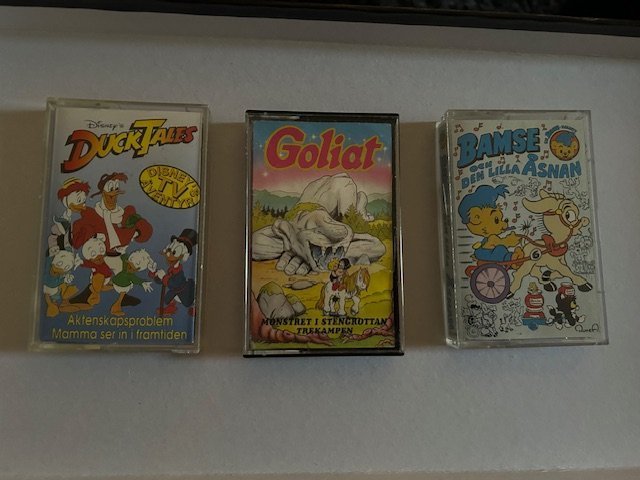 Disney's
DUCKTALES
DISNEY'S
TV
ÄVENTYR
Äktenskapsproblem
Mamma ser in i framtiden
Goliat
MONSTRET I STENGROTTAN
TREKAMPEN
BAMSE
OCH
DEN LILLA ÅSNAN